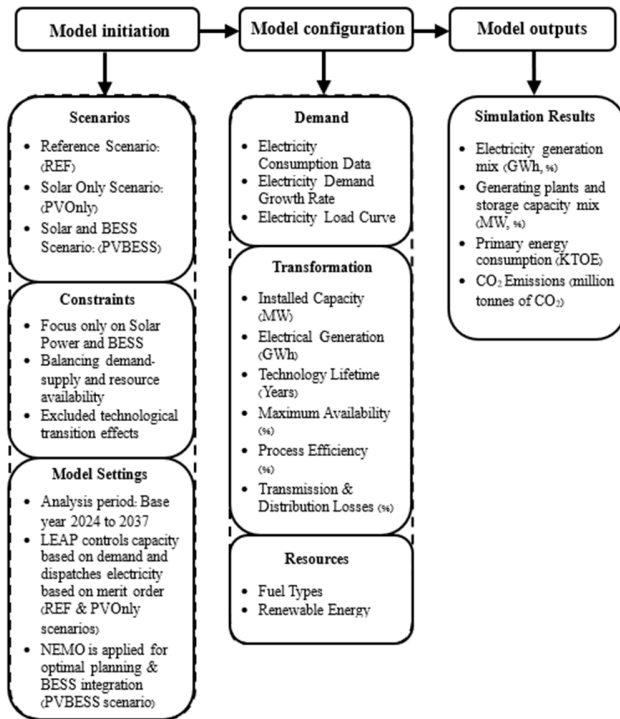 Model initiation
Model configuration
Model outputs
Scenarios
• Reference Scenario:
(REF)
• Solar Only Scenario:
(PVOnly)
• Solar and BESS
Scenario: (PVBESS)
Constraints
• Focus only on Solar
Power and BESS
• Balancing demand-
supply and resource
availability
• Excluded technological
transition effects
Model Settings
• Analysis period: Base
year 2024 to 2037
• LEAP controls capacity
based on demand and
dispatches electricity
based on merit order
(REF & PVOnly
scenarios)
• NEMO is applied for
optimal planning &
BESS integration
(PVBESS scenario)
Demand
• Electricity
Consumption Data
• Electricity Demand
Growth Rate
• Electricity Load Curve
Transformation
• Installed Capacity
(MW)
• Electrical Generation
(GWh)
• Technology Lifetime
(Years)
• Maximum Availability
(%)
• Process Efficiency
(%)
• Transmission &
Distribution Losses (%)
Resources
• Fuel Types
• Renewable Energy
Simulation Results
• Electricity generation
mix (GWh, %)
• Generating plants and
storage capacity mix
(MW, %)
• Primary energy
consumption (KTOE)
• CO₂ Emissions (million
tonnes of CO₂)